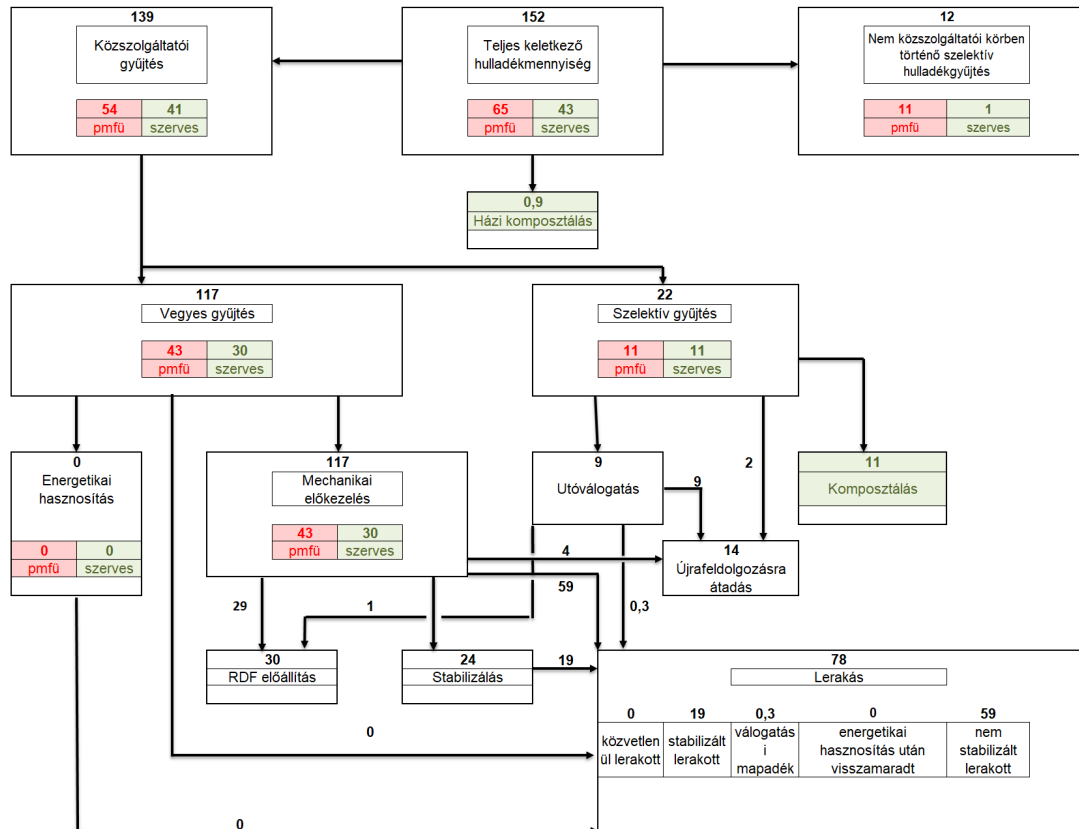 139
Közszolgáltatói
gyűjtés
54 41
pmfü szerves
152
Teljes keletkező
hulladékmennyiség
65 43
pmfü szerves
12
Nem közszolgáltatói körben
történő szelektív
hulladékgyűjtés
11 1
pmfü szerves
0,9
Házi komposztálás
117
Vegyes gyűjtés
43 30
pmfü szerves
22
Szelektív gyűjtés
11 11
pmfü szerves
0
Energetikai
hasznosítás
0 0
pmfü szerves
117
Mechanikai
előkezelés
43 30
pmfü szerves
9
Utóválogatás
9
2
11
Komposztálás
4
14
Újrafeldolgozásra
átadás
29
1
59
0,3
30
RDF előállítás
24
Stabilizálás
19
78
Lerakás
0
0 19 0,3 0 59
közvetlen
ül lerakott
stabilizált
lerakott
válogatás
i
mapadék
energetikai
hasznosítás után
visszamaradt
nem
stabilizált
lerakott
0